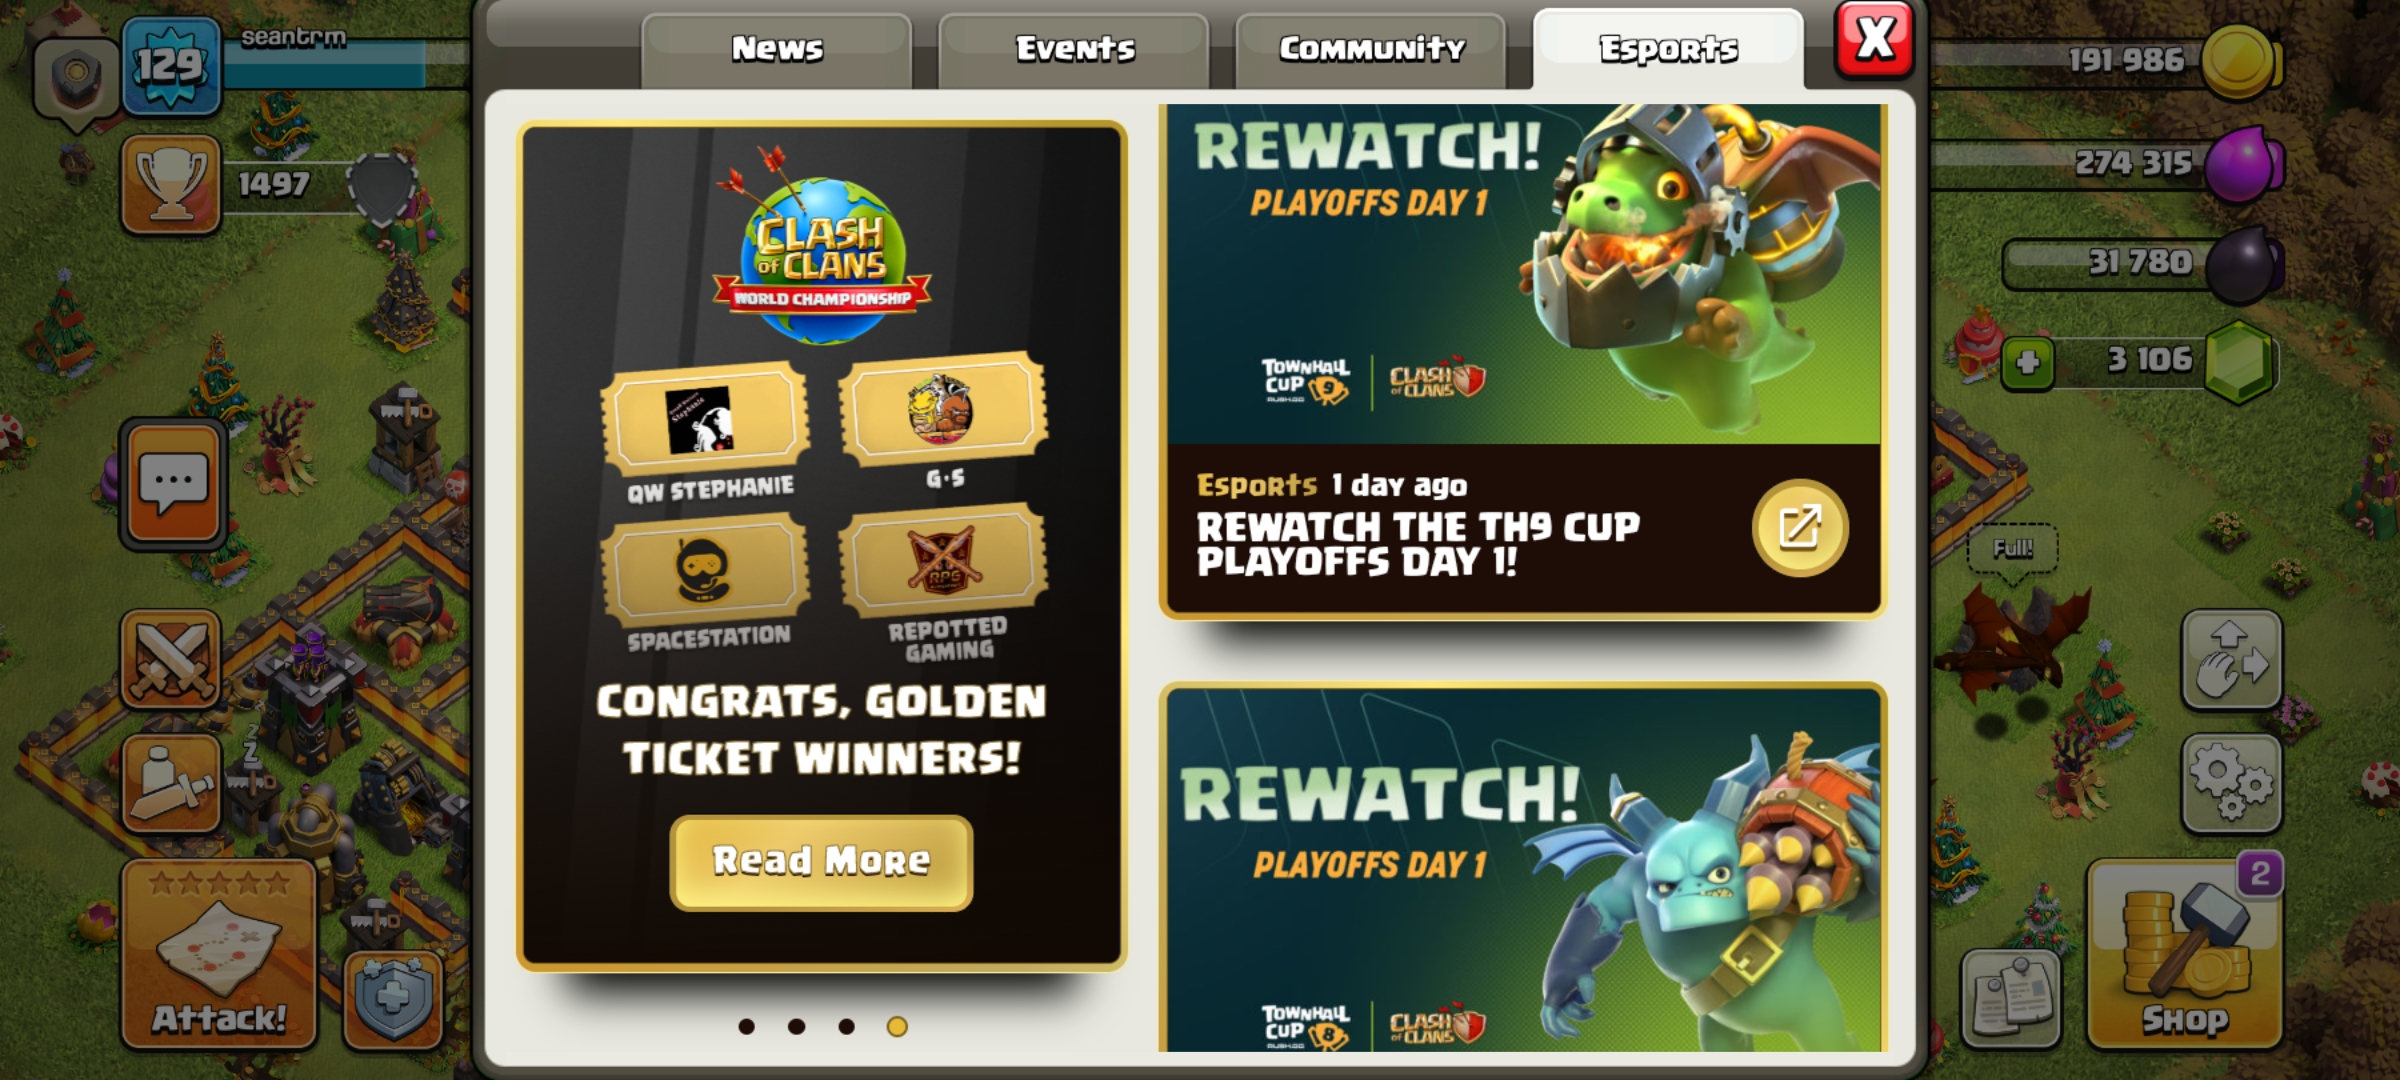 129
seantrm
1497
Attack!
News
Events
Community
Esports
X
CLASH
of CLANS
WORLD CHAMPIONSHIP
QW STEPHANIE
G·S
RPG
SPACESTATION
REPOTTED
GAMING
CONGRATS, GOLDEN
TICKET WINNERS!
Read More
REWATCH!
PLAYOFFS DAY 1
TOWNHALL
CUP 9
CLASH
of CLANS
Esports 1 day ago
REWATCH THE TH9 CUP
PLAYOFFS DAY 1!
REWATCH!
PLAYOFFS DAY 1
TOWNHALL
CUP 8
CLASH
of CLANS
191 986
274 315
31 780
3 106
Full!
2
Shop